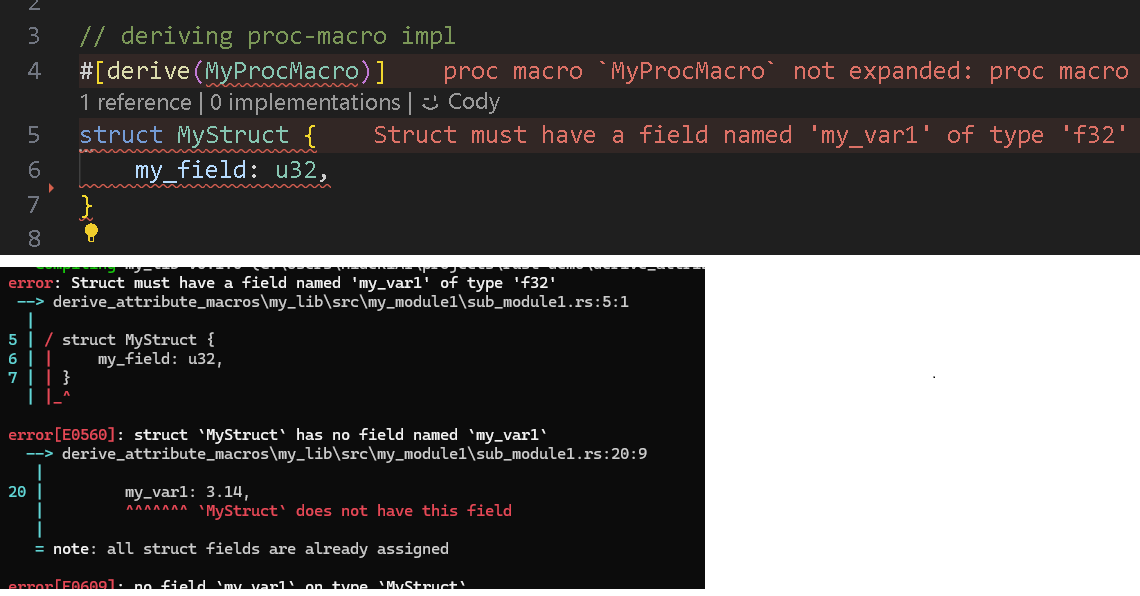 2
3 // deriving proc-macro impl
4 #[derive(MyProcMacro)] proc macro `MyProcMacro` not expanded: proc macro
1 reference | 0 implementations | Cody
5 struct MyStruct { Struct must have a field named 'my_var1' of type 'f32'
6 my_field: u32,
7 }
8
error: Struct must have a field named 'my_var1' of type 'f32'
--> derive_attribute_macros\my_lib\src\my_module1\sub_module1.rs:5:1
|
5 | / struct MyStruct {
6 | | my_field: u32,
7 | | }
| |_^
error[E0560]: struct `MyStruct` has no field named `my_var1`
--> derive_attribute_macros\my_lib\src\my_module1\sub_module1.rs:20:9
|
20 | my_var1: 3.14,
| ^^^^^^^ `MyStruct` does not have this field
|
= note: all struct fields are already assigned
error[E0609]: no field `my_var1` on type `MyStruct`